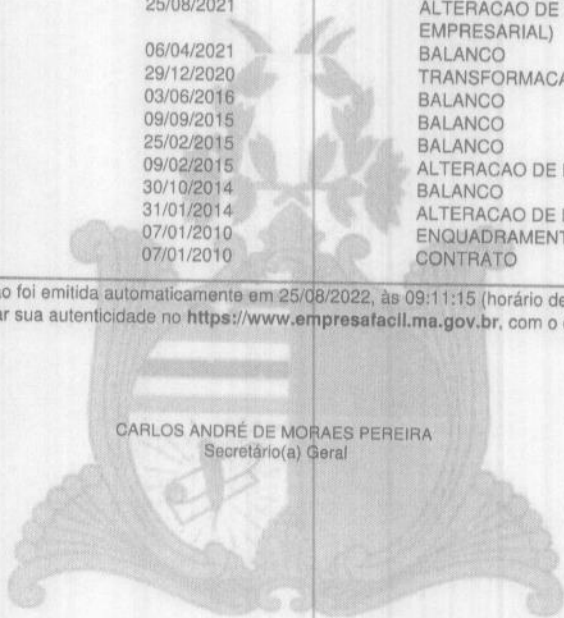 25/08/2021 ALTERACAO DE
EMPRESARIAL)
06/04/2021 BALANCO
29/12/2020 TRANSFORMACA
03/06/2016 BALANCO
09/09/2015 BALANCO
25/02/2015 BALANCO
09/02/2015 ALTERACAO DE
30/10/2014 BALANCO
31/01/2014 ALTERACAO DE
07/01/2010 ENQUADRAMENT
07/01/2010 CONTRATO
o foi emitida automaticamente em 25/08/2022, às 09:11:15 (horário de
ar sua autenticidade no https://www.empresafacil.ma.gov.br, com o
CARLOS ANDRÉ DE MORAES PEREIRA
Secretário(a) Geral